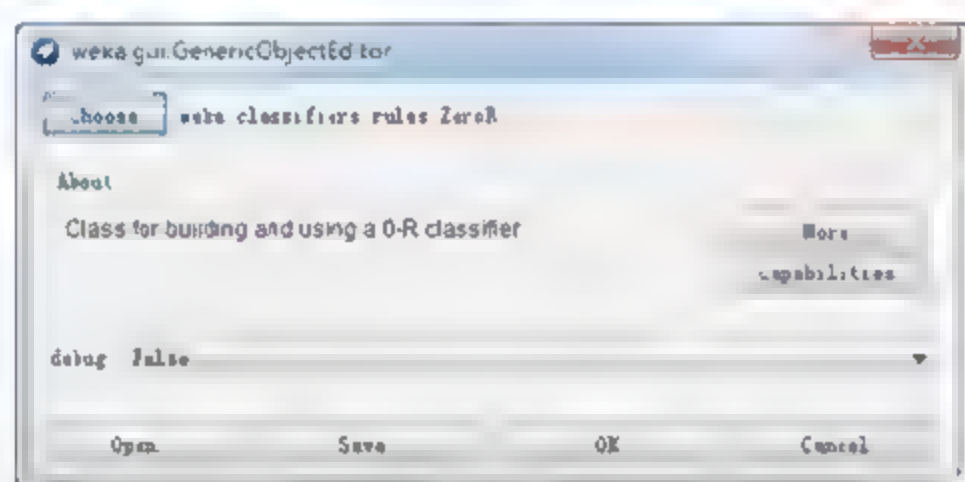 weka.gui.GenericObjectEditor
Choose weka.classifiers.rules.ZeroR
About
Class for building and using a 0-R classifier
More
Capabilities
debug False
Open Save OK Cancel